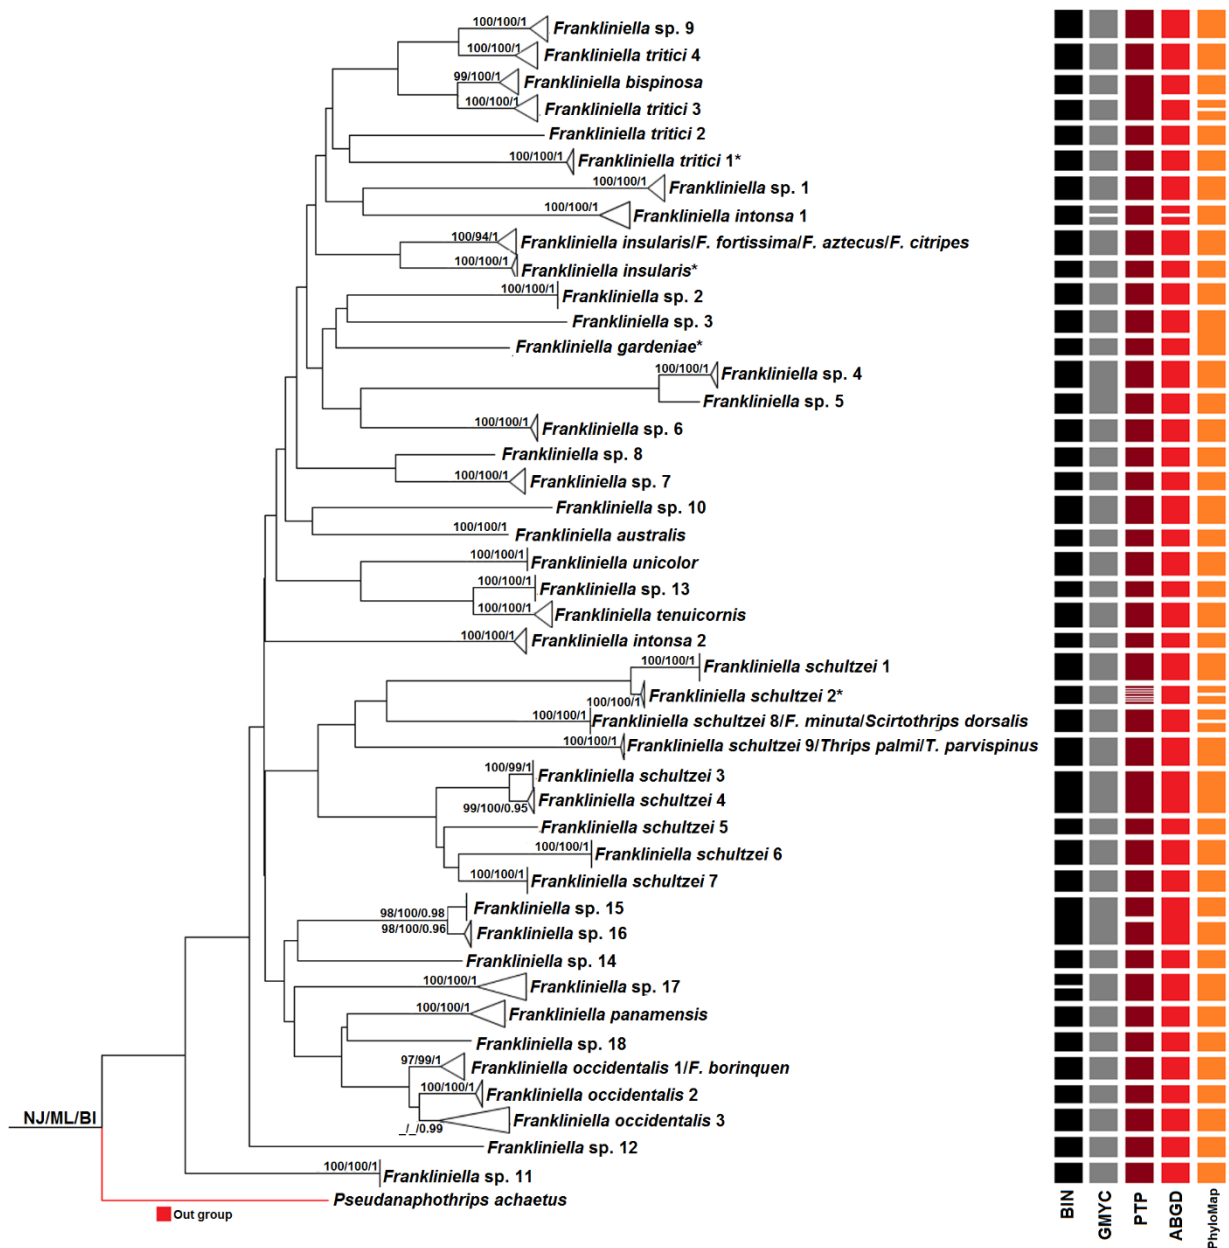 100/100/1 Frankliniella sp. 9
100/100/1 Frankliniella tritici 4
99/100/1 Frankliniella bispinosa
100/100/1 Frankliniella tritici 3
Frankliniella tritici 2
100/100/1 Frankliniella tritici 1*
100/100/1 Frankliniella sp. 1
100/100/1 Frankliniella intonsa 1
100/94/1 Frankliniella insularis/F. fortissima/F. aztecus/F. citripes
100/100/1 Frankliniella insularis*
100/100/1 Frankliniella sp. 2
Frankliniella sp. 3
Frankliniella gardeniae*
100/100/1 Frankliniella sp. 4
Frankliniella sp. 5
100/100/1 Frankliniella sp. 6
Frankliniella sp. 8
100/100/1 Frankliniella sp. 7
Frankliniella sp. 10
100/100/1 Frankliniella australis
100/100/1 Frankliniella unicolor
100/100/1 Frankliniella sp. 13
100/100/1 Frankliniella tenuicornis
100/100/1 Frankliniella intonsa 2
100/100/1 Frankliniella schultzei 1
100/100/1 Frankliniella schultzei 2*
100/100/1 Frankliniella schultzei 8/F. minuta/Scirtothrips dorsalis
100/100/1 Frankliniella schultzei 9/Thrips palmi/T. parvispinus
100/99/1 Frankliniella schultzei 3
99/100/0.95 Frankliniella schultzei 4
Frankliniella schultzei 5
100/100/1 Frankliniella schultzei 6
100/100/1 Frankliniella schultzei 7
98/100/0.98 Frankliniella sp. 15
98/100/0.96 Frankliniella sp. 16
Frankliniella sp. 14
100/100/1 Frankliniella sp. 17
100/100/1 Frankliniella panamensis
Frankliniella sp. 18
97/99/1 Frankliniella occidentalis 1/F. borinquen
100/100/1 Frankliniella occidentalis 2
_/_/0.99 Frankliniella occidentalis 3
NJ/ML/BI
Frankliniella sp. 12
100/100/1 Frankliniella sp. 11
Pseudanaphothrips achaetus
Out group
BIN
GMYC
PTP
ABGD
PhyloMap